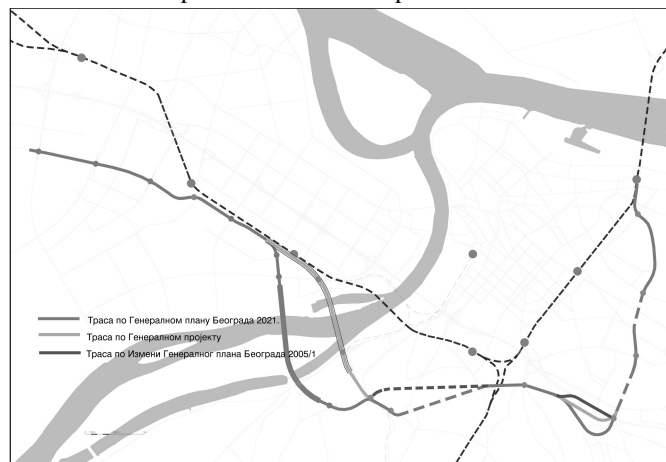 Траса по Генералном плану Београда 2021.
Траса по Генералном пројекту
Траса по Измени Генералног плана Београда 2005/1